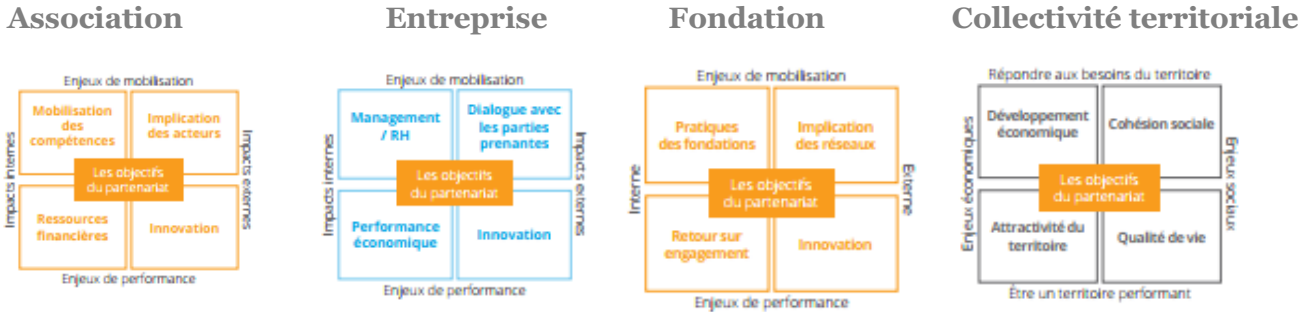 Association
Enjeux de mobilisation
Impacts internes
Mobilisation
des
compétences
Implication
des acteurs
Les objectifs
du partenariat
Ressources
financières
Innovation
Impacts externes
Enjeux de performance
Entreprise
Enjeux de mobilisation
Impacts internes
Management
/ RH
Dialogue avec
les parties
prenantes
Les objectifs
du partenariat
Performance
économique
Innovation
Impacts externes
Enjeux de performance
Fondation
Enjeux de mobilisation
Interne
Pratiques
des fondations
Implication
des réseaux
Les objectifs
du partenariat
Retour sur
engagement
Innovation
Externe
Enjeux de performance
Collectivité territoriale
Répondre aux besoins du territoire
Enjeux économiques
Développement
économique
Cohésion sociale
Les objectifs
du partenariat
Attractivité du
territoire
Qualité de vie
Enjeux sociaux
Être un territoire performant